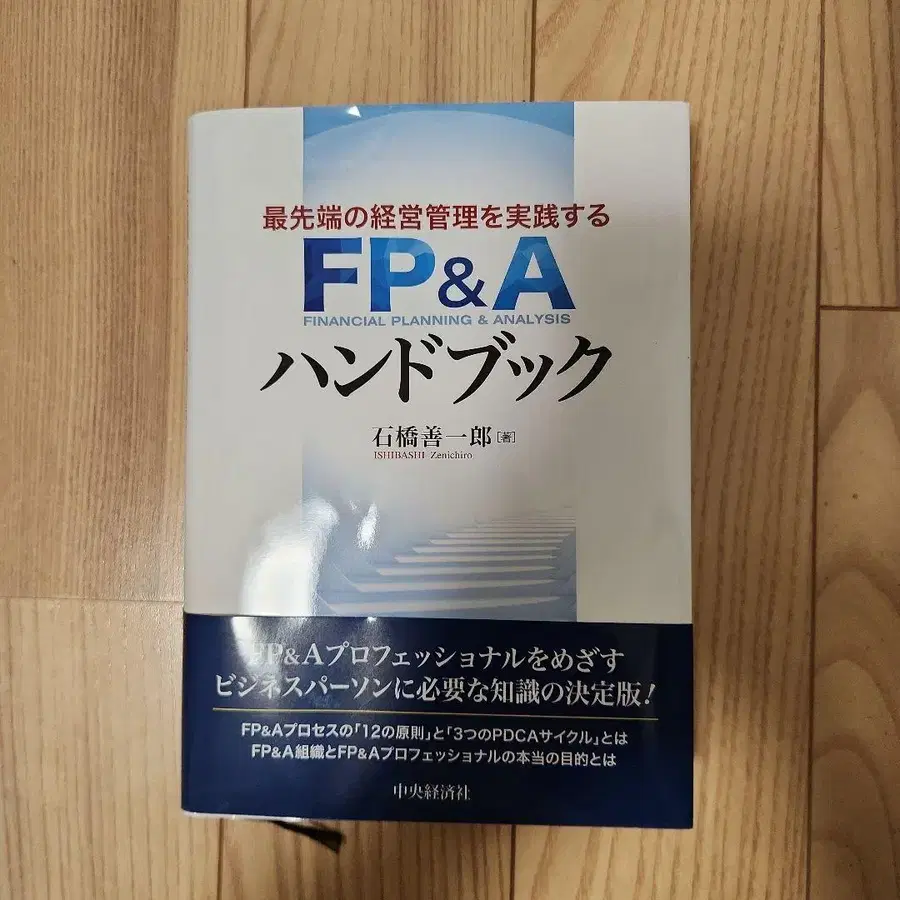 最先端の経営管理を実践する
FP&A
FINANCIAL PLANNING & ANALYSIS
ハンドブック
石橋善一郎[著]
ISHIBASHI Zenichiro
FP&Aプロフェッショナルをめざす
ビジネスパーソンに必要な知識の決定版!
FP&Aプロセスの「12の原則」と「3つのPDCAサイクル」とは
FP&A組織とFP&Aプロフェッショナルの本当の目的とは
中央経済社